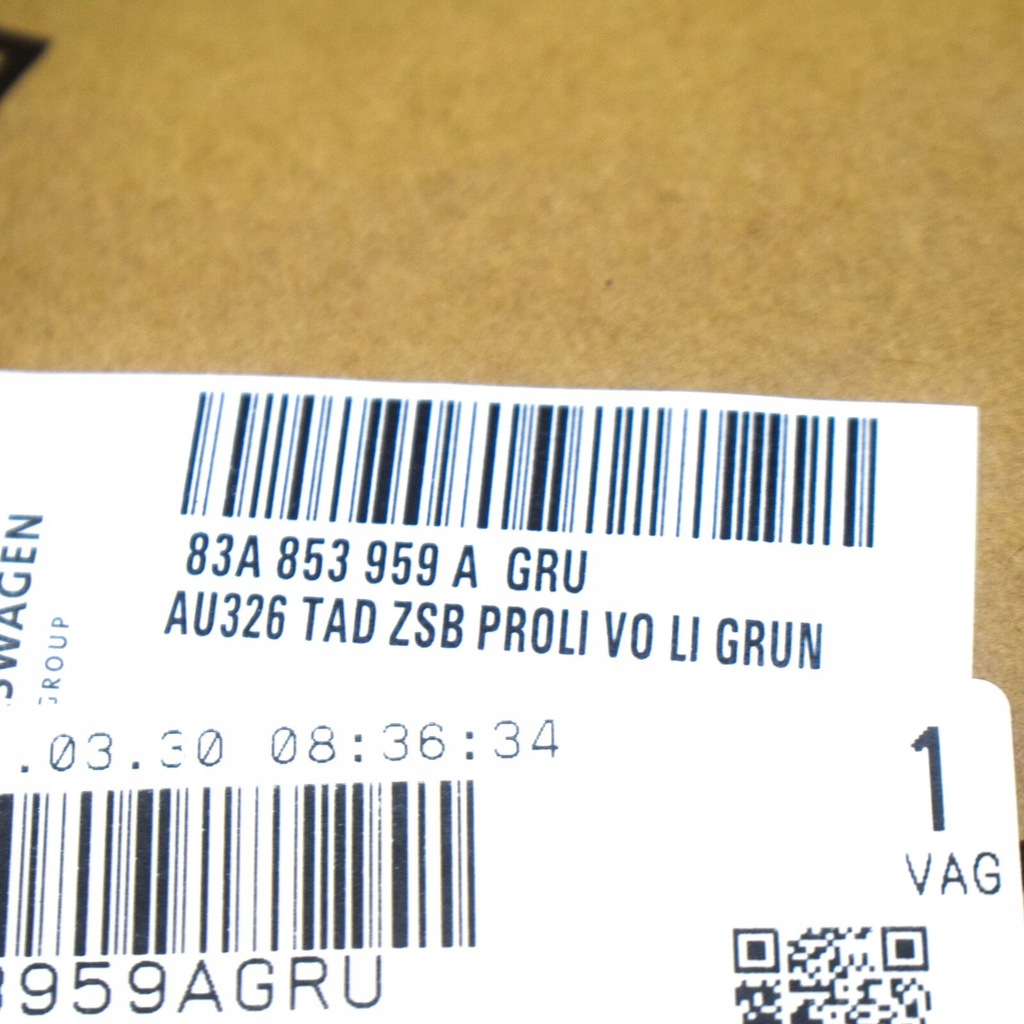 83A 853 959 A GRU
AU326 TAD ZSB PROLI VO LI GRUN
SWAGEN
GROUP
.03.30 08:36:34
1
VAG
959AGRU